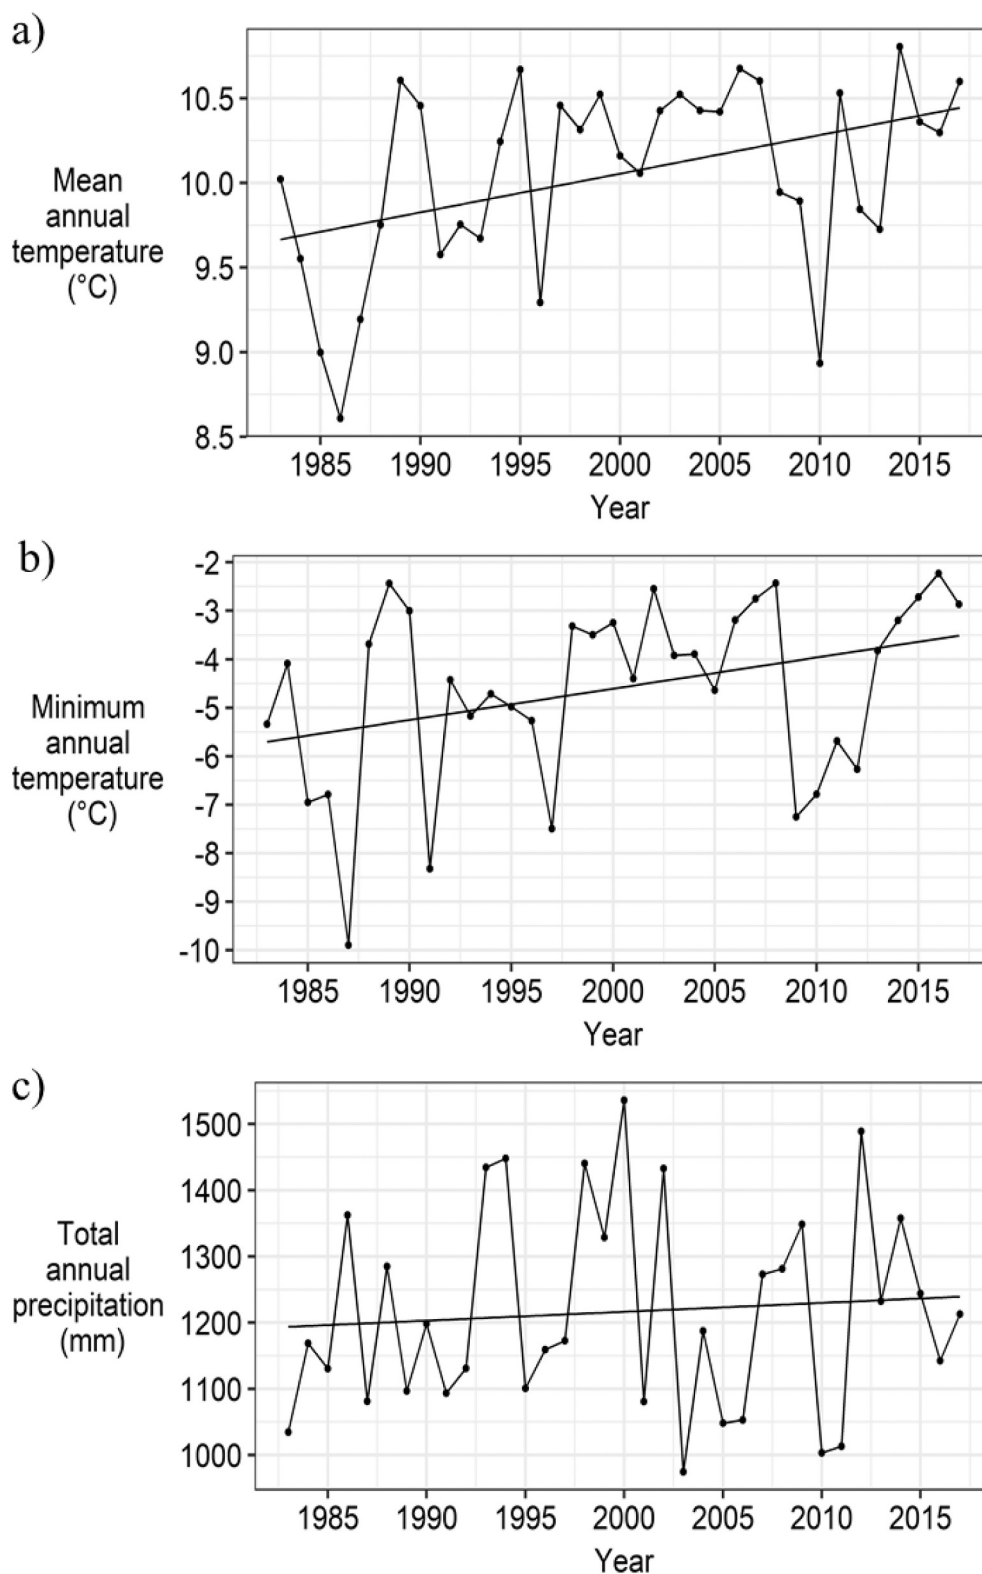 a)
Mean
annual
temperature
(°C)
10.5
10.0
9.5
9.0
8.5
1985 1990 1995 2000 2005 2010 2015
Year
b)
Minimum
annual
temperature
(°C)
-2
-3
-4
-5
-6
-7
-8
-9
-10
1985 1990 1995 2000 2005 2010 2015
Year
c)
Total
annual
precipitation
(mm)
1500
1400
1300
1200
1100
1000
1985 1990 1995 2000 2005 2010 2015
Year